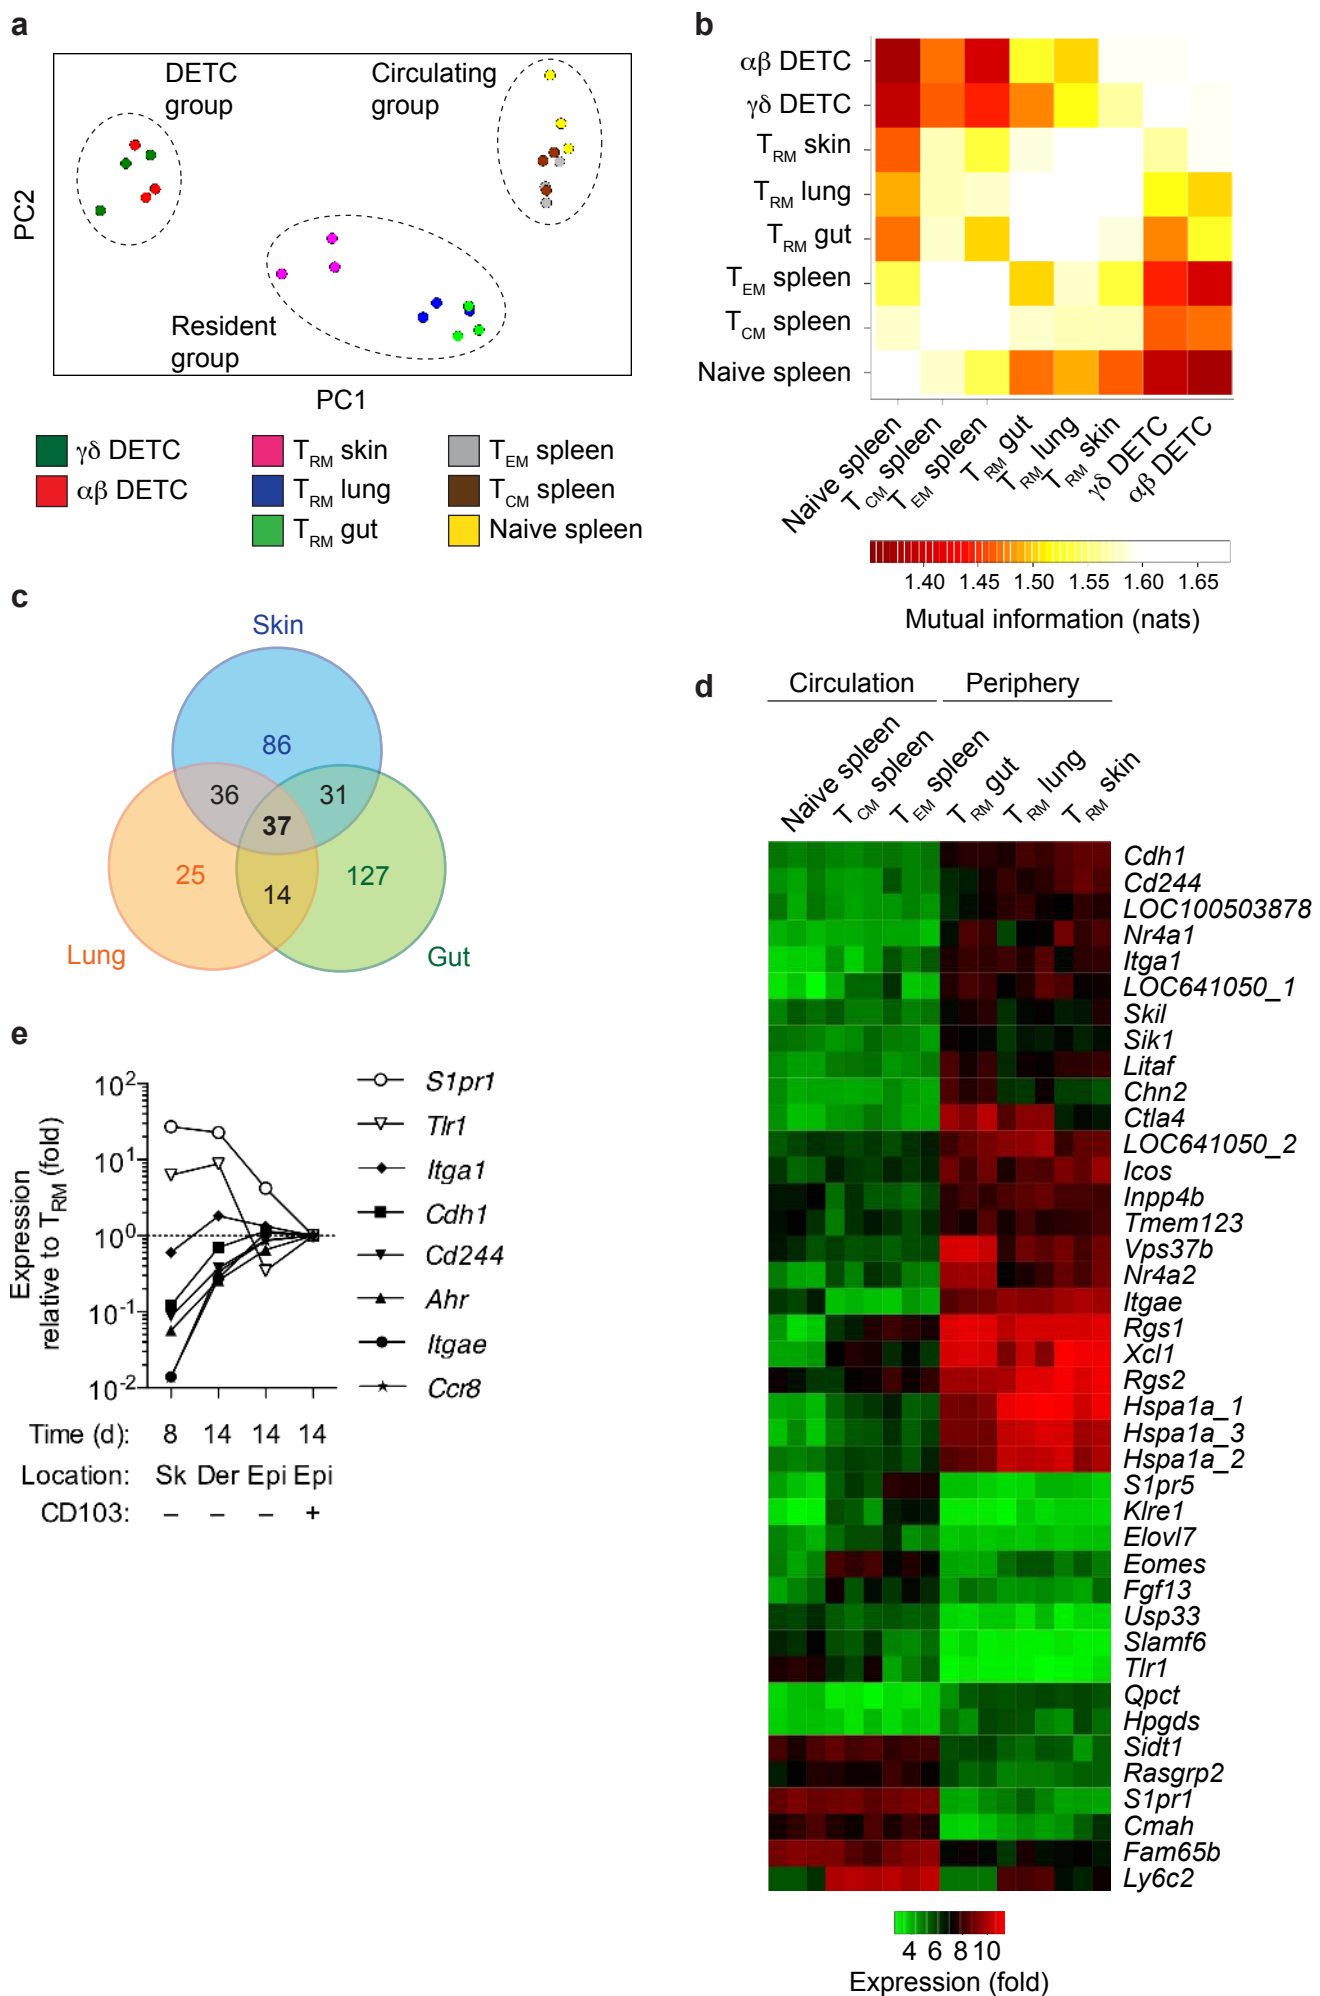 a
DETC
group
Circulating
group
Resident
group
PC2
PC1
γδ DETC
αβ DETC
TRM skin
TRM lung
TRM gut
TEM spleen
TCM spleen
Naive spleen
b
αβ DETC
γδ DETC
TRM skin
TRM lung
TRM gut
TEM spleen
TCM spleen
Naive spleen
Naive spleen
TCM spleen
TEM spleen
TRM gut
TRM lung
TRM skin
γδ DETC
αβ DETC
1.40 1.45 1.50 1.55 1.60 1.65
Mutual information (nats)
c
Skin
86
36
31
37
25
14
127
Lung
Gut
d
Circulation
Periphery
Naive spleen
TCM spleen
TEM spleen
TRM gut
TRM lung
TRM skin
Cdh1
Cd244
LOC100503878
Nr4a1
Itga1
LOC641050_1
Skil
Sik1
Litaf
Chn2
Ctla4
LOC641050_2
Icos
Inpp4b
Tmem123
Vps37b
Nr4a2
Itgae
Rgs1
Xcl1
Rgs2
Hspa1a_1
Hspa1a_3
Hspa1a_2
S1pr5
Klre1
Elovl7
Eomes
Fgf13
Usp33
Slamf6
Tlr1
Qpct
Hpgds
Sidt1
Rasgrp2
S1pr1
Cmah
Fam65b
Ly6c2
4 6 8 10
Expression (fold)
e
Expression
relative to TRM (fold)
10²
10¹
10⁰
10⁻¹
10⁻²
S1pr1
Tlr1
Itga1
Cdh1
Cd244
Ahr
Itgae
Ccr8
Time (d): 8 14 14 14
Location: Sk Der Epi Epi
CD103: – – – +